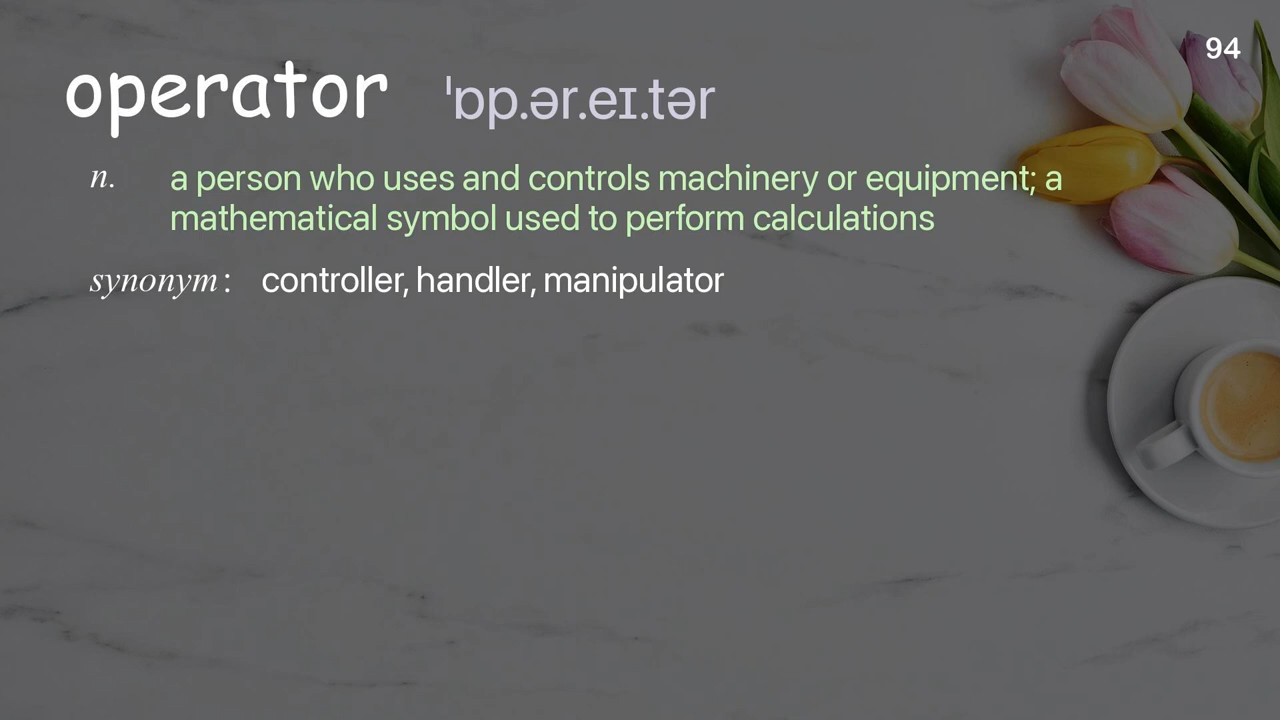 94
operator ˈɒp.ər.eɪ.tər
n. a person who uses and controls machinery or equipment; a
mathematical symbol used to perform calculations
synonym : controller, handler, manipulator